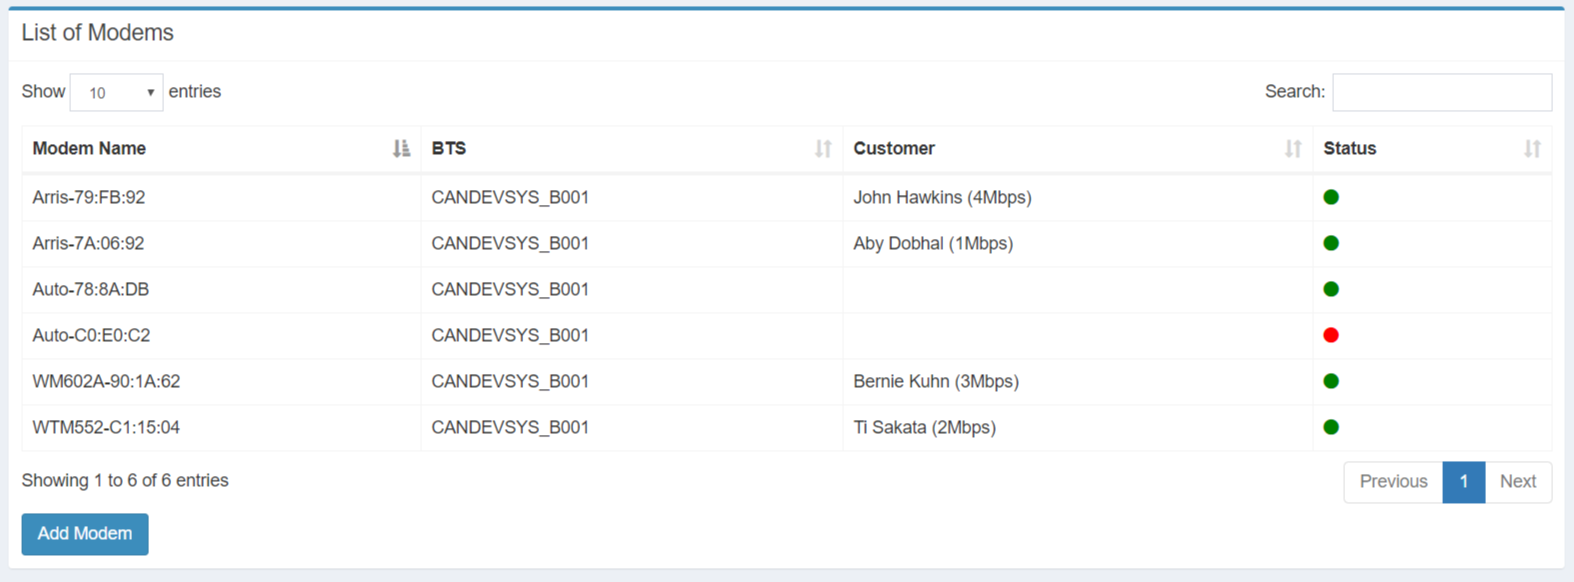 List of Modems
Show 10 entries Search:
Modem Name BTS Customer Status
Arris-79:FB:92 CANDEVSYS_B001 John Hawkins (4Mbps)
Arris-7A:06:92 CANDEVSYS_B001 Aby Dobhal (1Mbps)
Auto-78:8A:DB CANDEVSYS_B001
Auto-C0:E0:C2 CANDEVSYS_B001
WM602A-90:1A:62 CANDEVSYS_B001 Bernie Kuhn (3Mbps)
WTM552-C1:15:04 CANDEVSYS_B001 Ti Sakata (2Mbps)
Showing 1 to 6 of 6 entries Previous 1 Next
Add Modem